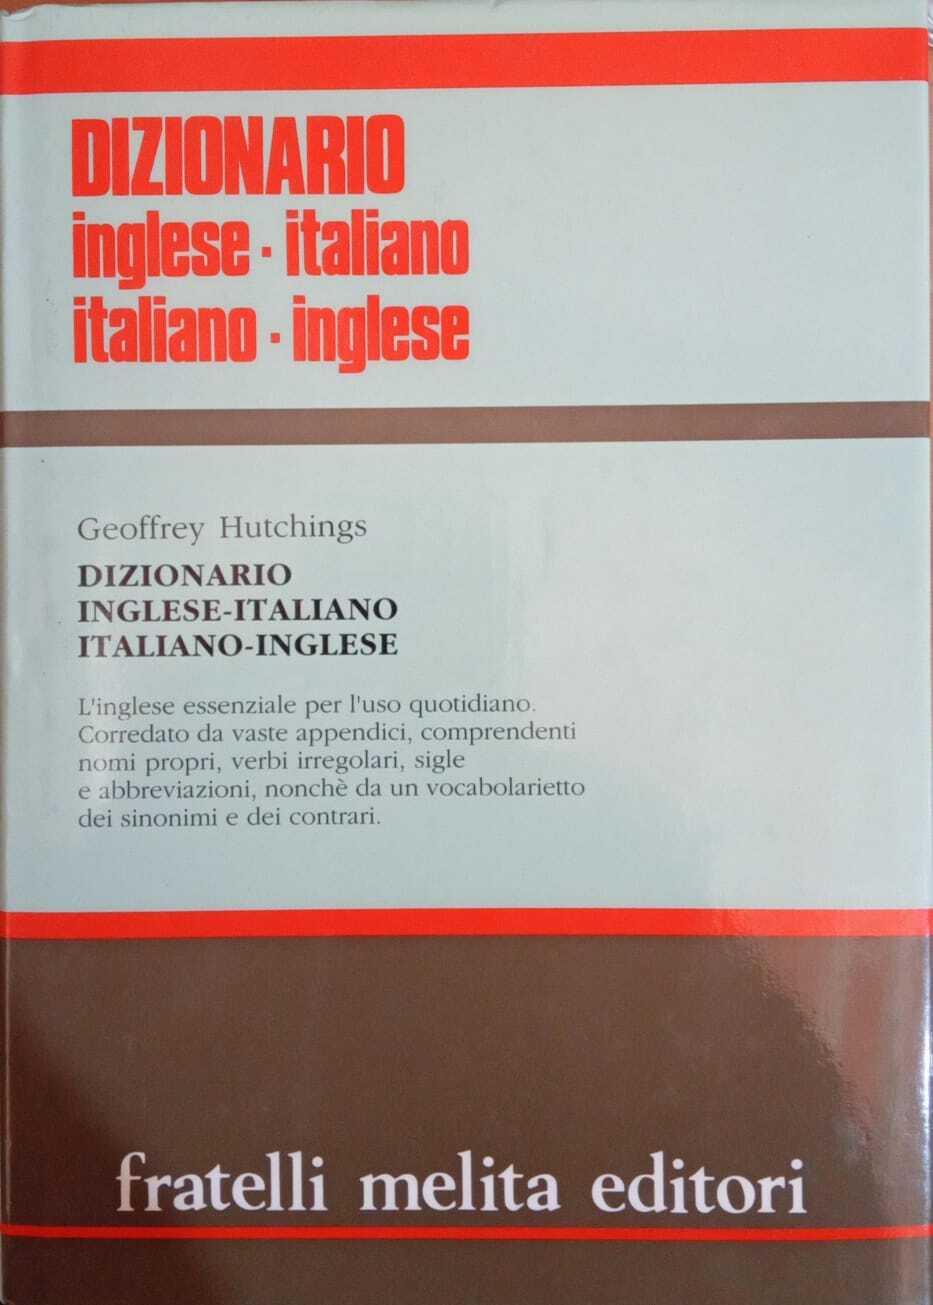 DIZIONARIO
inglese · italiano
italiano · inglese
Geoffrey Hutchings
DIZIONARIO
INGLESE-ITALIANO
ITALIANO-INGLESE
L'inglese essenziale per l'uso quotidiano.
Corredato da vaste appendici, comprendenti
nomi propri, verbi irregolari, sigle
e abbreviazioni, nonchè da un vocabolarietto
dei sinonimi e dei contrari.
fratelli melita editori